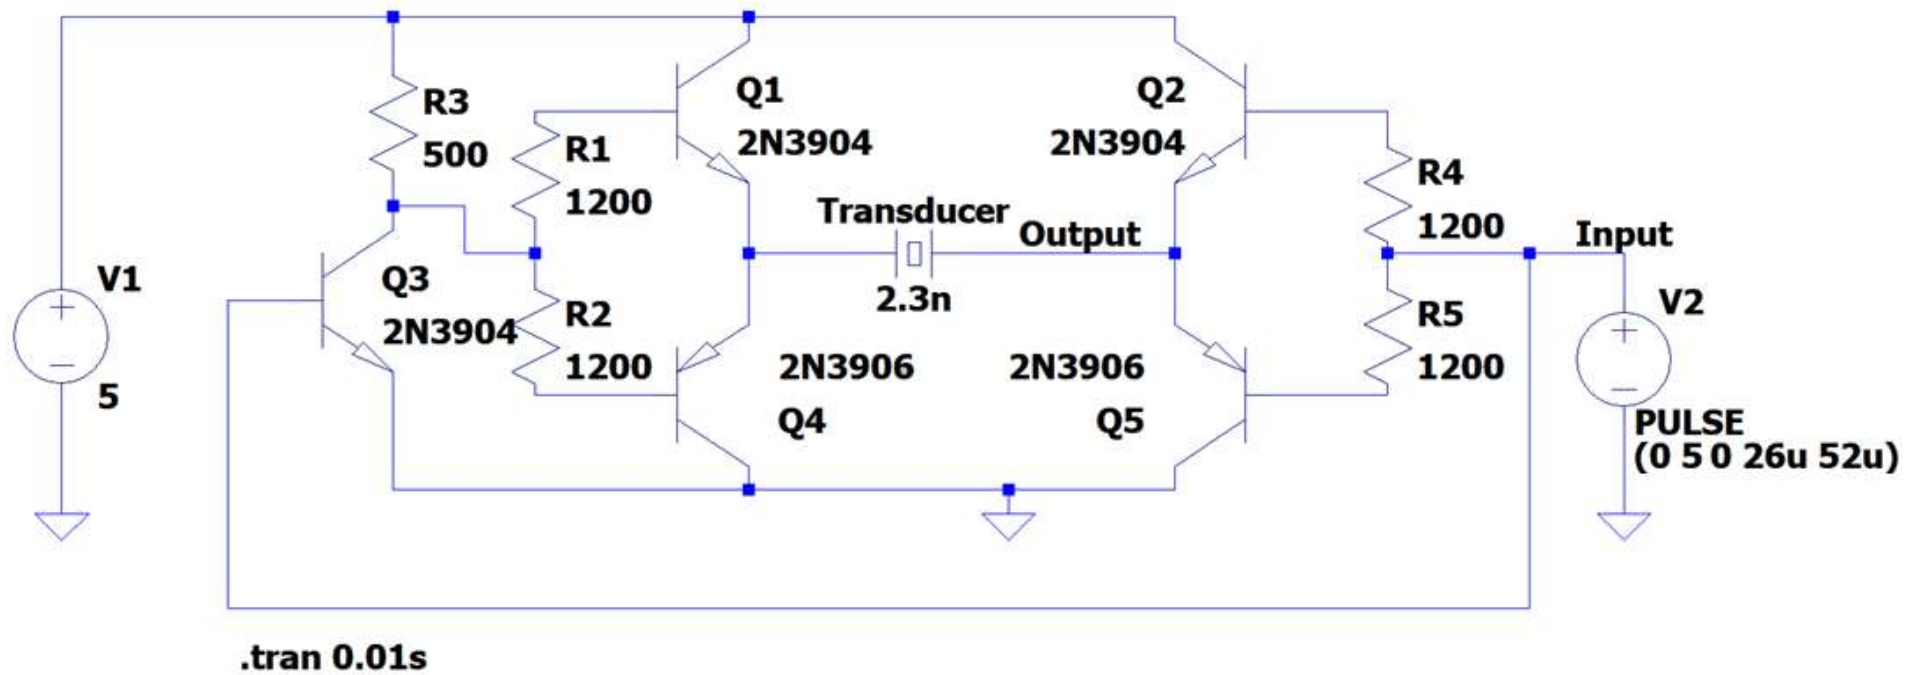 V1
5
R3
500
Q3
2N3904
R1
1200
R2
1200
Q1
2N3904
Transducer
2.3n
Output
2N3906
Q4
Q2
2N3904
2N3906
Q5
R4
1200
R5
1200
Input
V2
PULSE
(0 5 0 26u 52u)
.tran 0.01s